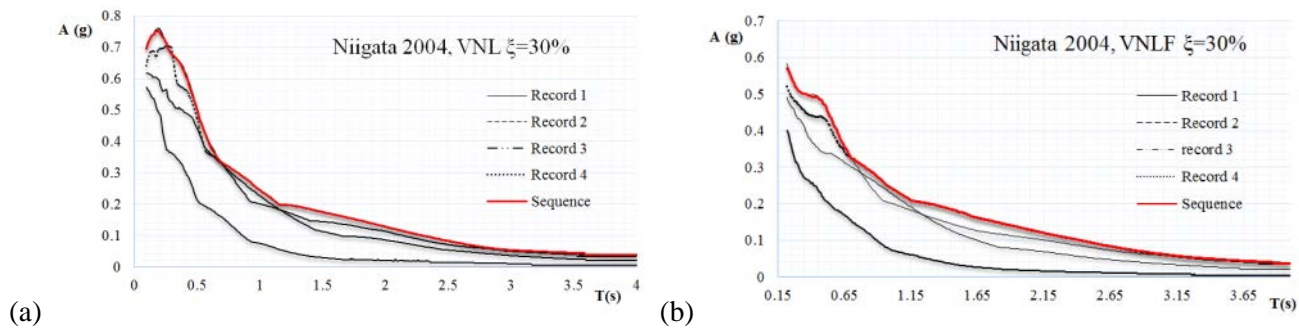 A (g)
Niigata 2004, VNL ξ=30%
0.8
0.7
0.6
0.5
0.4
0.3
0.2
0.1
0
Record 1
Record 2
Record 3
Record 4
Sequence
0 0.5 1 1.5 2 2.5 3 3.5 4
T(s)
(a)
A (g)
Niigata 2004, VNLF ξ=30%
0.7
0.6
0.5
0.4
0.3
0.2
0.1
0
Record 1
Record 2
record 3
Record 4
Sequence
0.15 0.65 1.15 1.65 2.15 2.65 3.15 3.65
T(s)
(b)